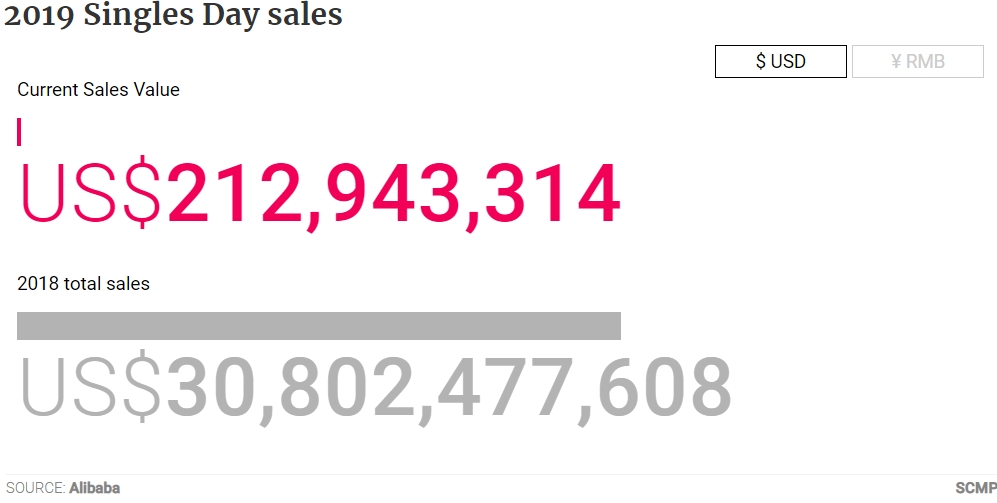 2019 Singles Day sales
$ USD
¥ RMB
Current Sales Value
US$212,943,314
2018 total sales
US$30,802,477,608
SOURCE: Alibaba
SCMP